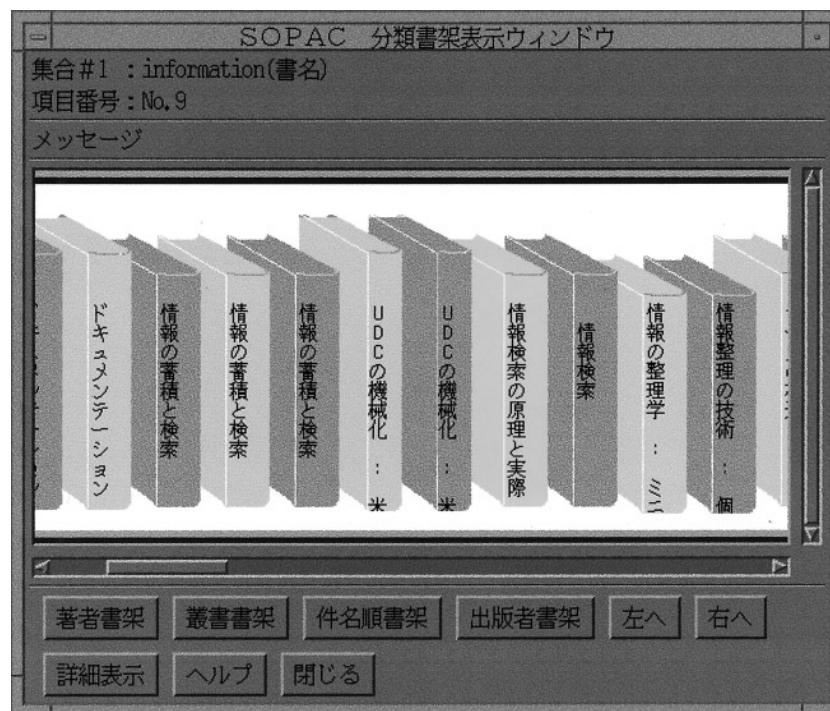 SOPAC 分類書架表示ウィンドウ
集合#1 :information(書名)
項目番号:No.9
メッセージ
ドキュメンテーション
情報の蓄積と検索
情報の蓄積と検索
情報の蓄積と検索
UDCの機械化 : 米
UDCの機械化 : 米
情報検索の原理と実際
情報検索
情報の整理学 : ミニ
情報整理の技術 : 個
著者書架
叢書書架
件名順書架
出版者書架
左へ
右へ
詳細表示
ヘルプ
閉じる